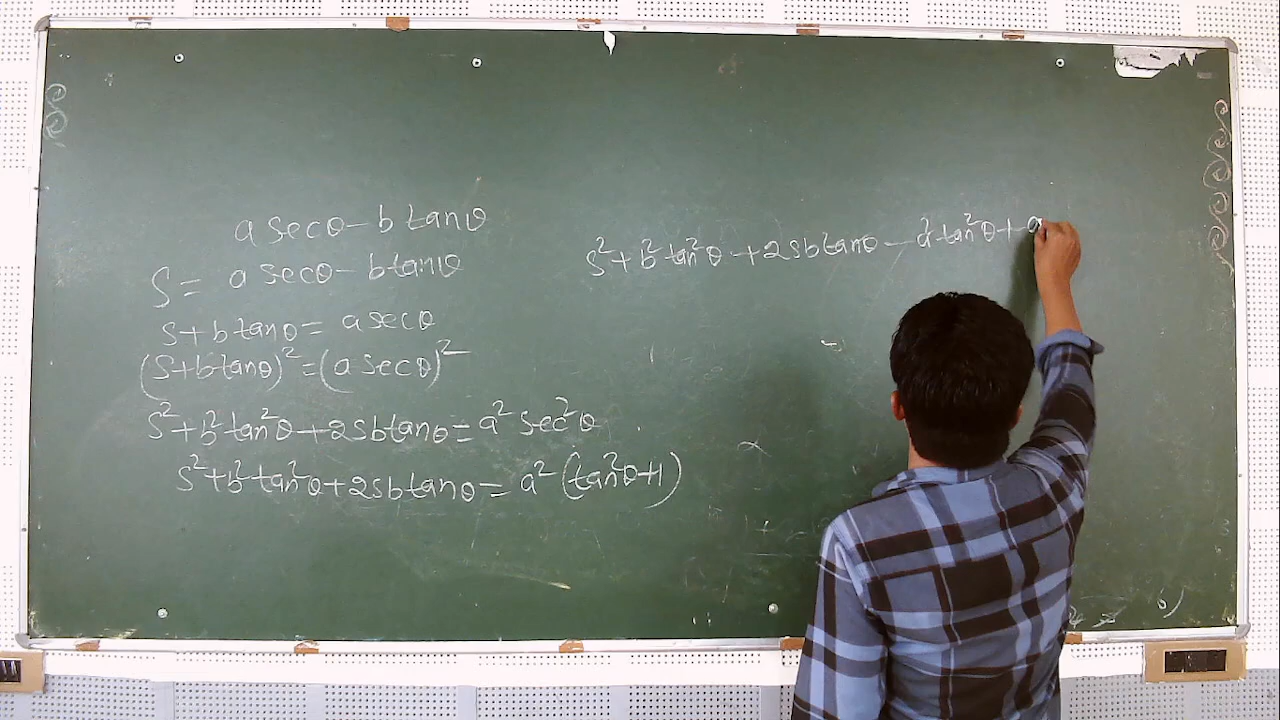 a secθ - b tanθ
S = a secθ - b tanθ
S + b tanθ = a secθ
(S + b tanθ)² = (a secθ)²
S² + b² tan²θ + 2sb tanθ = a² sec²θ
S² + b² tan²θ + 2sb tanθ = a² (tan²θ + 1)
S² + b² tan²θ + 2sb tanθ - a² tan²θ + a